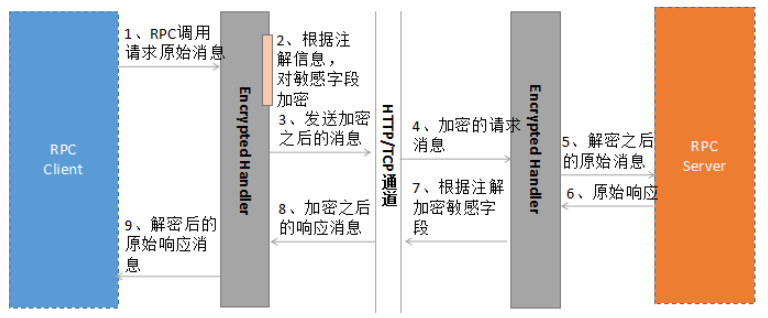 1、RPC调用
请求原始消息
2、根据注
解信息，
对敏感字段
加密
3、发送加密
之后的消息
4、加密的请求
消息
5、解密之后
的原始消息
6、原始响应
7、根据注解
加密敏感字
段
8、加密之后
的响应消息
9、解密后的
原始响应消
息
RPC
Client
Encrypted Handler
HTTP/TCP通道
Encrypted Handler
RPC
Server